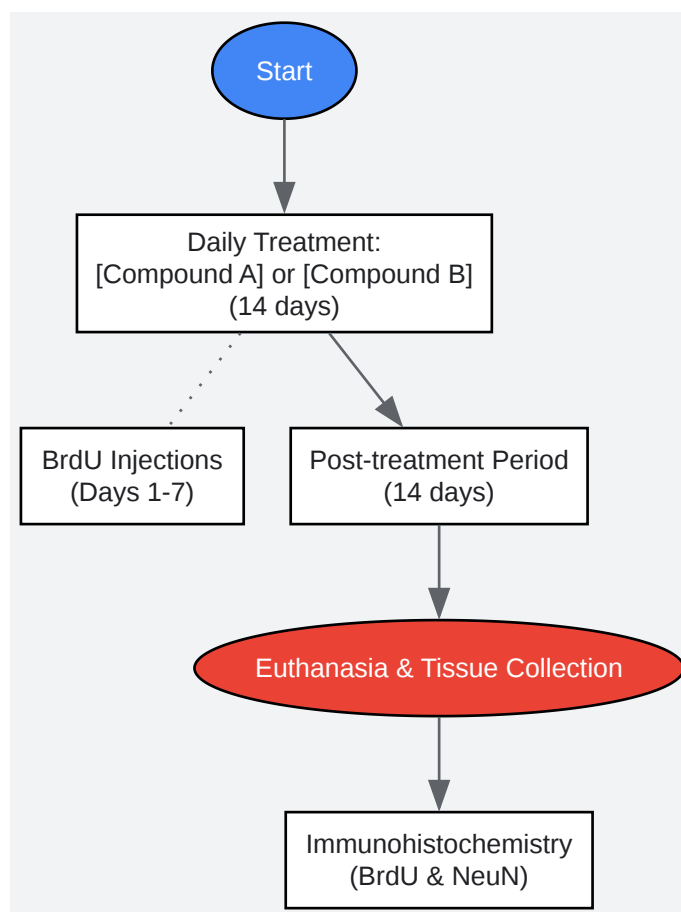 Start
Daily Treatment:
[Compound A] or [Compound B]
(14 days)
BrdU Injections
(Days 1-7)
Post-treatment Period
(14 days)
Euthanasia & Tissue Collection
Immunohistochemistry
(BrdU & NeuN)